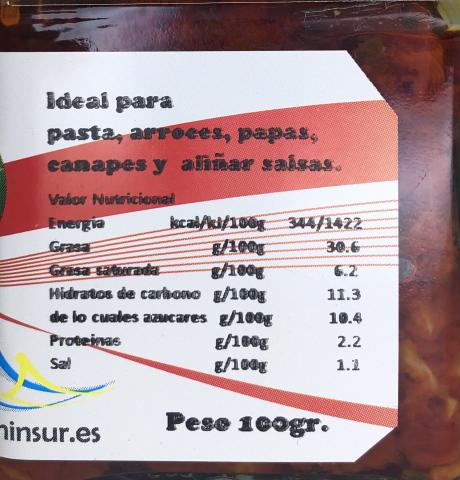 Ideal para
pasta, arroces, papas,
canapes y aliñar salsas.
Valor Nutricional
Energia kcal/kj/100g 344/1422
Grasa g/100g 30.6
Grasa saturada g/100g 6.2
Hidratos de carbono g/100g 11.3
de lo cuales azucares g/100g 10.4
Proteinas g/100g 2.2
Sal g/100g 1.1
Peso 100gr.
ninsur.es